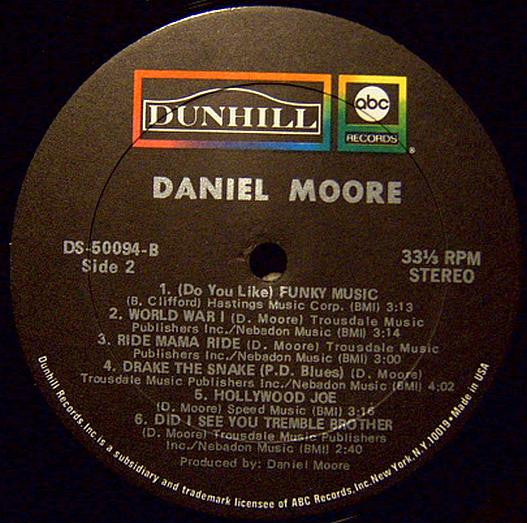 DUNHILL
abc
RECORDS
®
DANIEL MOORE
DS-50094-B
Side 2
33⅓ RPM
STEREO
1. (Do You Like) FUNKY MUSIC
(B. Clifford) Hastings Music Corp. (BMI) 3:13
2. WORLD WAR I (D. Moore) Trousdale Music
Publishers Inc./Nebadon Music (BMI) 3:14
3. RIDE MAMA RIDE (D. Moore) Trousdale Music
Publishers Inc./Nebadon Music (BMI) 3:00
4. DRAKE THE SNAKE (P.D. Blues) (D. Moore)
Trousdale Music Publishers Inc./Nebadon Music (BMI) 4:02
5. HOLLYWOOD JOE
(D. Moore) Speed Music (BMI) 3:16
6. DID I SEE YOU TREMBLE BROTHER
(D. Moore) Trousdale Music Publishers
Inc./Nebadon Music (BMI) 2:40
Produced by: Daniel Moore
Dunhill Records, Inc is a subsidiary and trademark licensee of ABC Records, Inc. New York, N.Y. 10019 • Made in USA